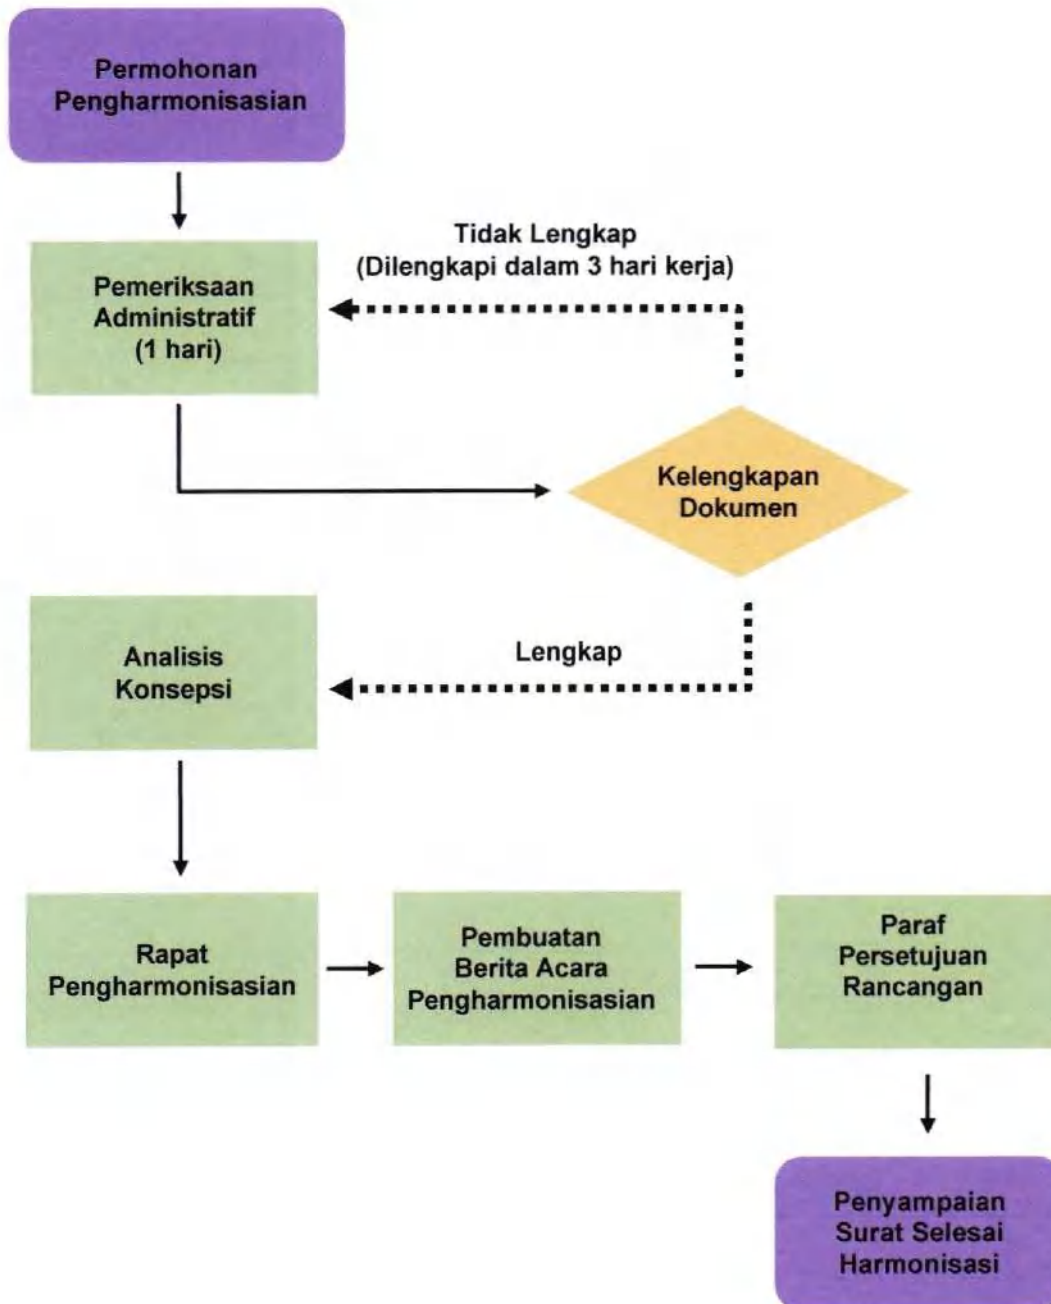 Permohonan
Pengharmonisasian
Tidak Lengkap
(Dilengkapi dalam 3 hari kerja)
Pemeriksaan
Administratif
(1 hari)
Kelengkapan
Dokumen
Analisis
Konsepsi
Lengkap
Rapat
Pengharmonisasian
Pembuatan
Berita Acara
Pengharmonisasian
Paraf
Persetujuan
Rancangan
Penyampaian
Surat Selesai
Harmonisasi